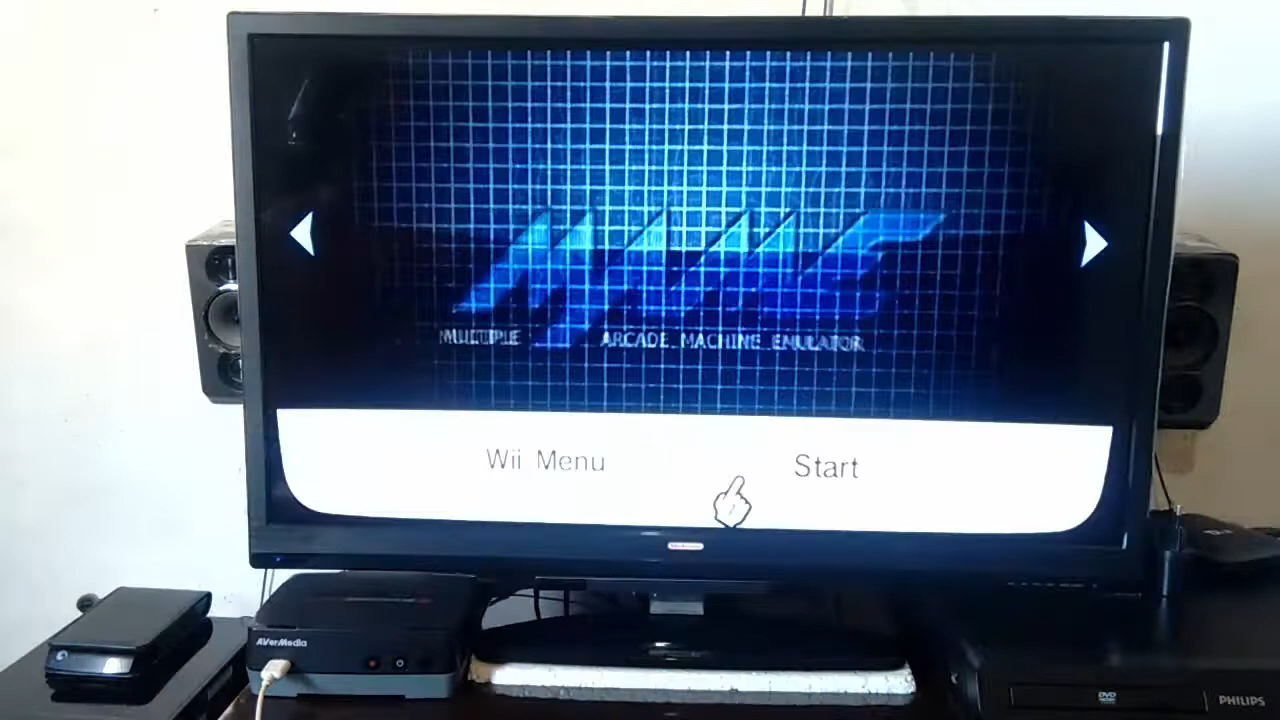 MULTIPLE ARCADE MACHINE EMULATOR
Wii Menu
Start
AVerMedia
DVD
PHILIPS